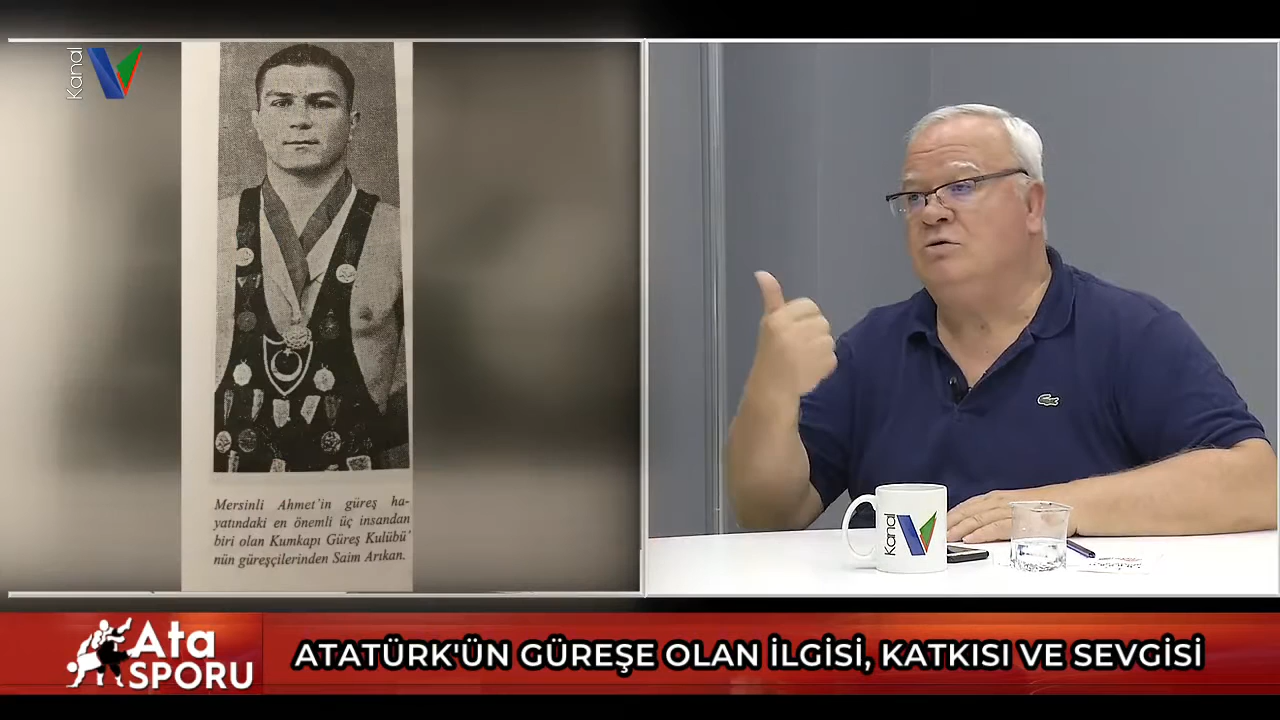 Kanal
Mersinli Ahmet'in güreş ha-
yatındaki en önemli üç insandan
biri olan Kumkapı Güreş Kulübü'
nün güreşçilerinden Saim Arıkan.
Kanal
Ata
SPORU
ATATÜRK'ÜN GÜREŞE OLAN İLGİSİ, KATKISI VE SEVGİSİ